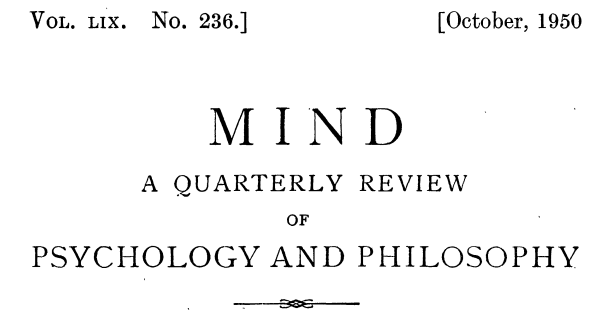 Vol. lix. No. 236.] [October, 1950
MIND
A QUARTERLY REVIEW
OF
PSYCHOLOGY AND PHILOSOPHY